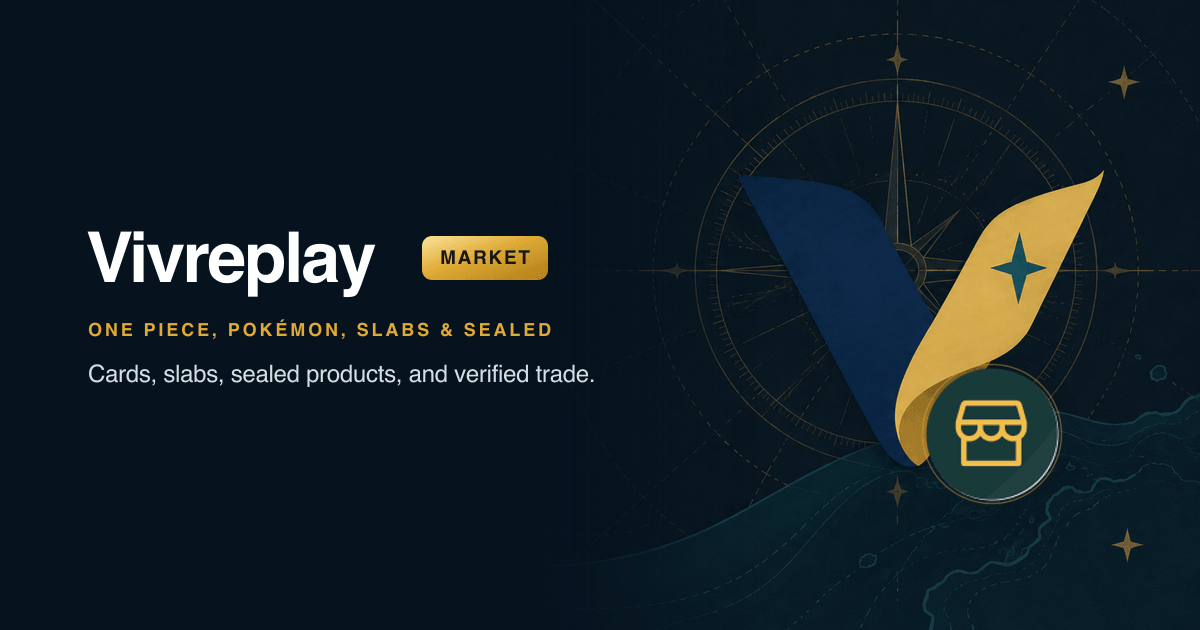 Vivreplay MARKET
ONE PIECE, POKÉMON, SLABS & SEALED
Cards, slabs, sealed products, and verified trade.